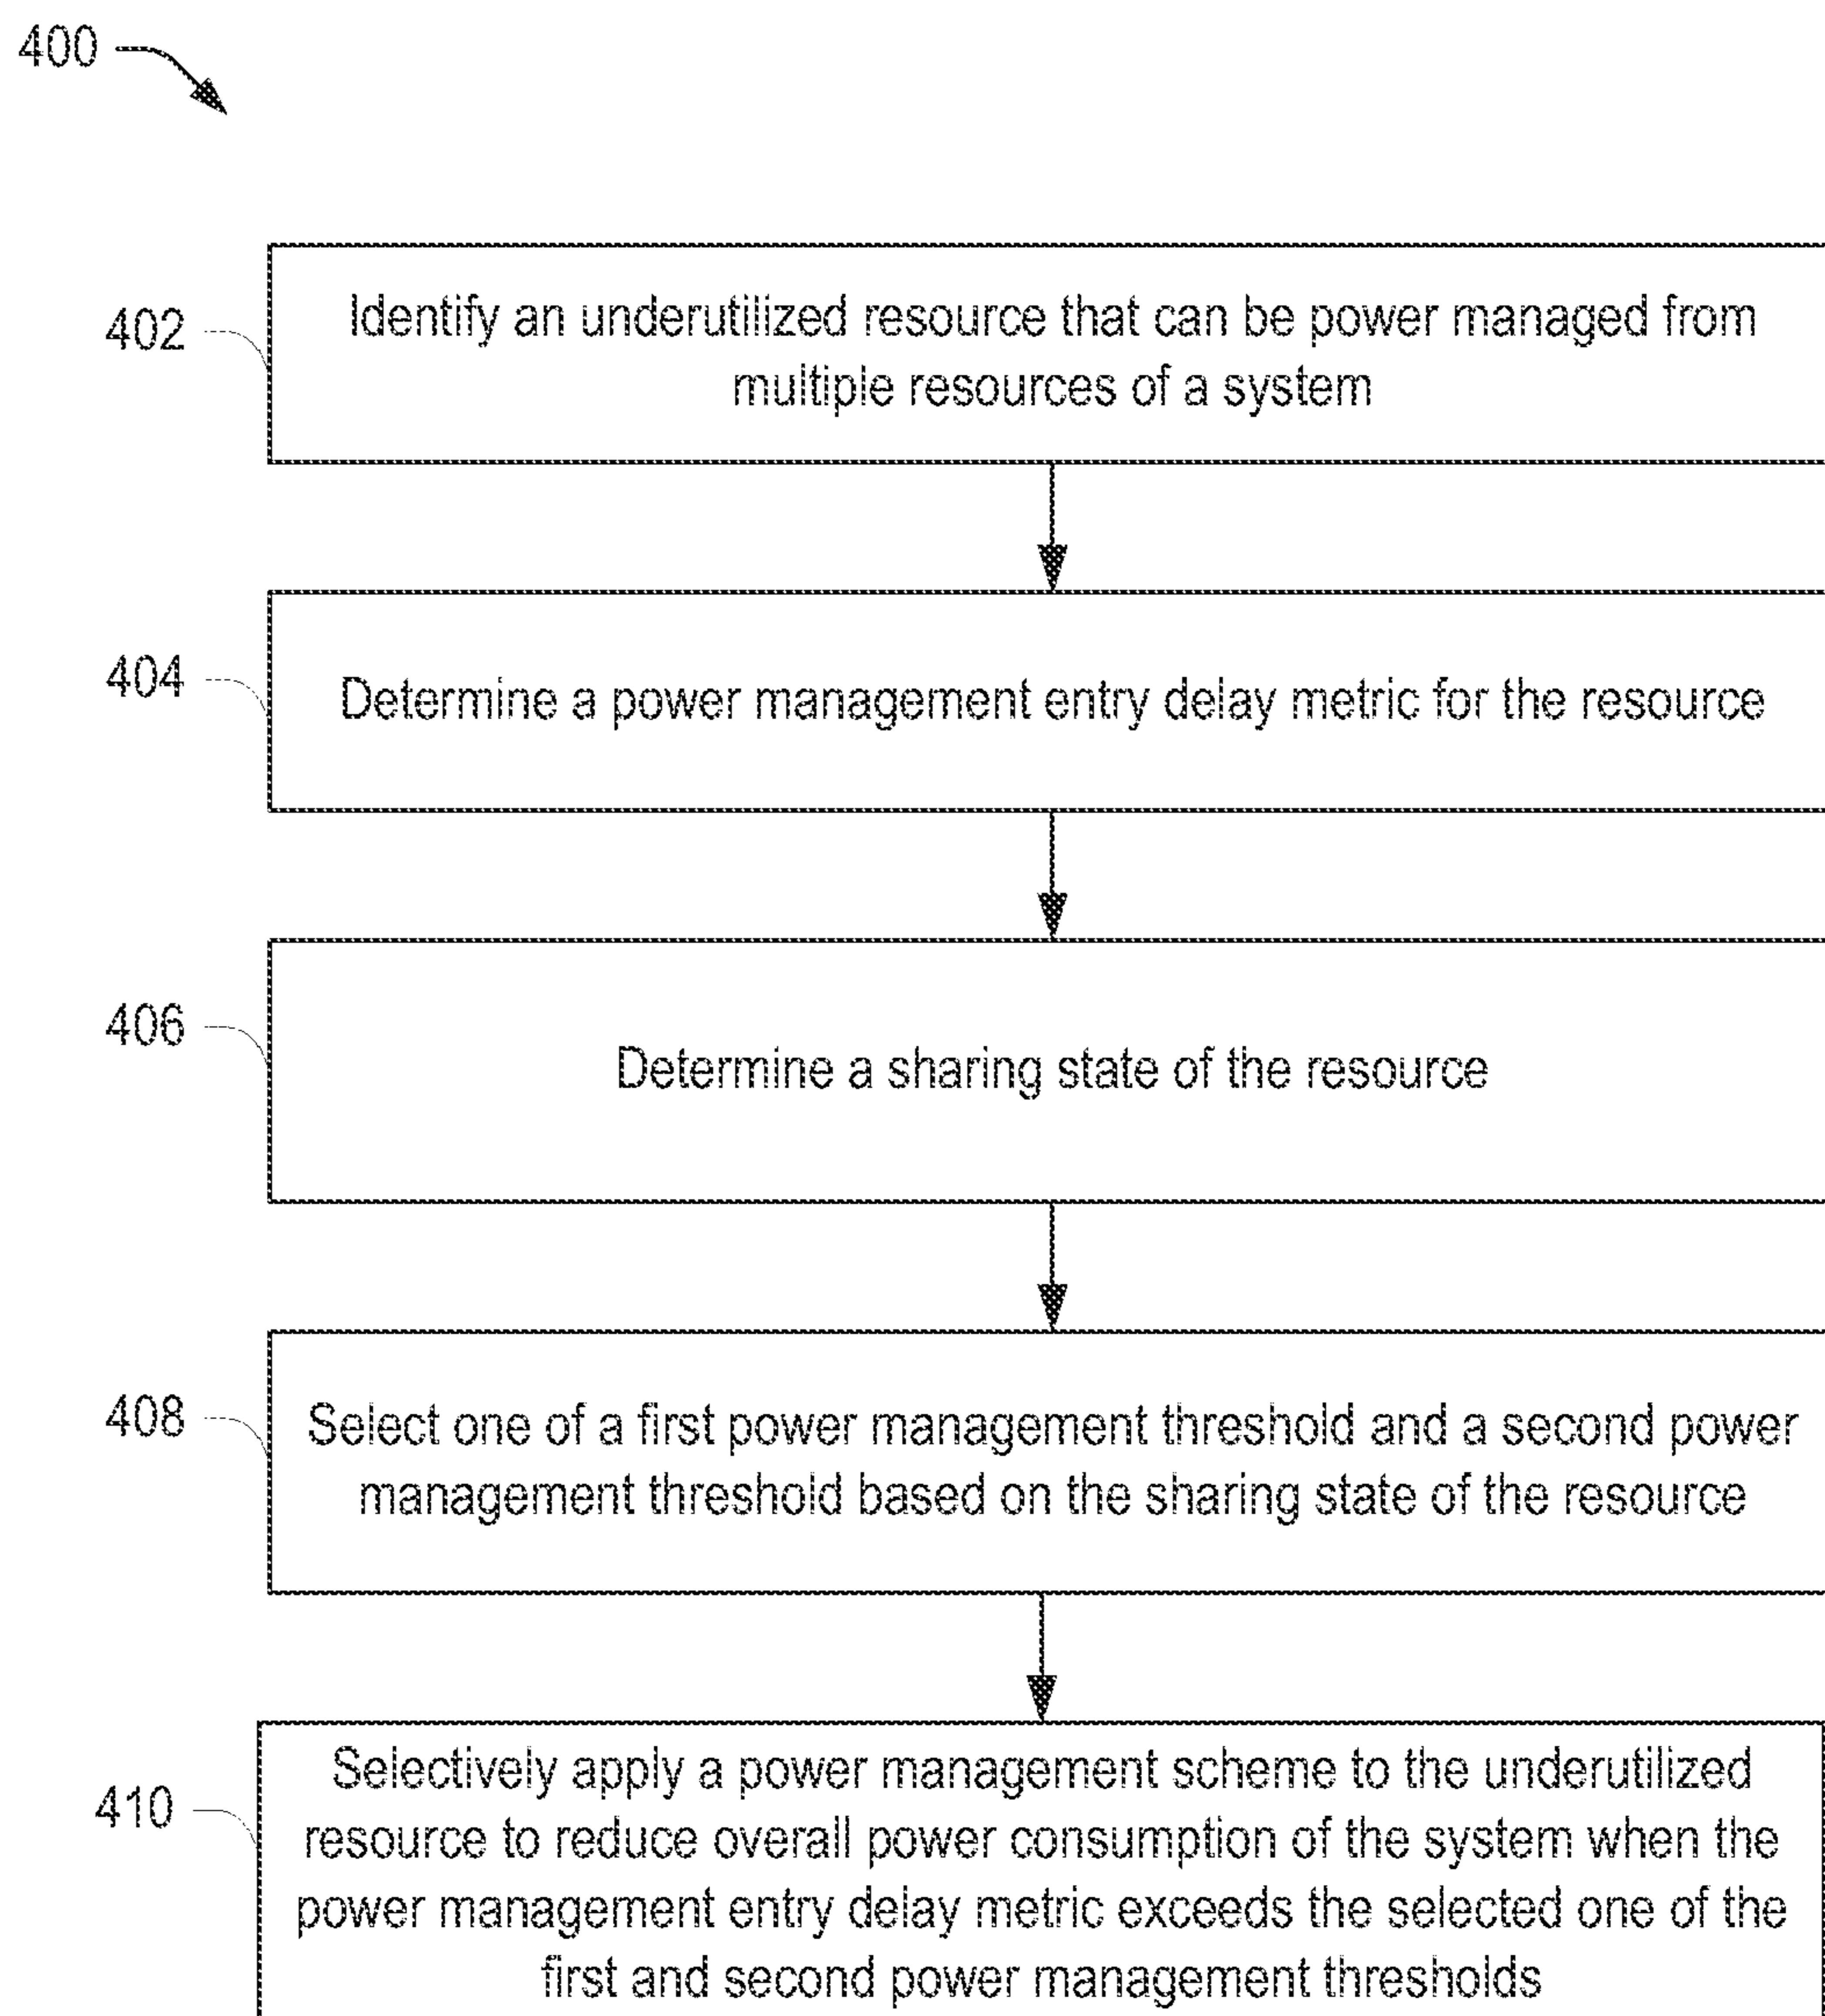 400
402
Identify an underutilized resource that can be power managed from
multiple resources of a system
404
Determine a power management entry delay metric for the resource
406
Determine a sharing state of the resource
408
Select one of a first power management threshold and a second power
management threshold based on the sharing state of the resource
410
Selectively apply a power management scheme to the underutilized
resource to reduce overall power consumption of the system when the
power management entry delay metric exceeds the selected one of the
first and second power management thresholds